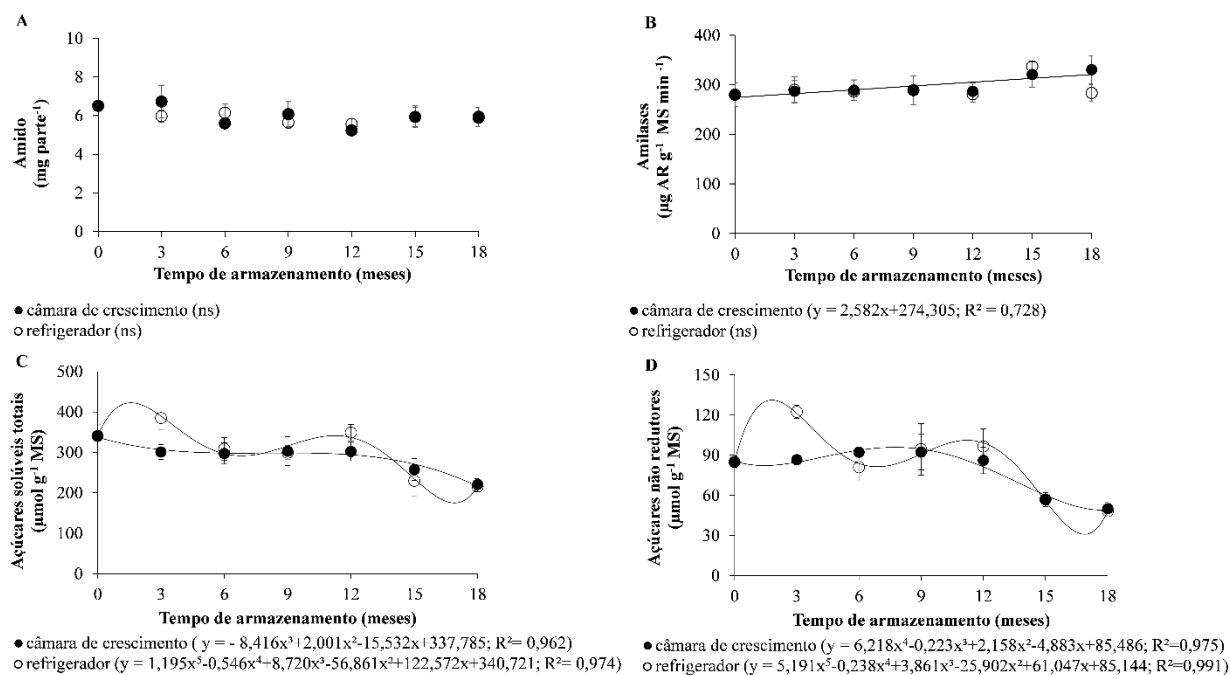 A
Amido
(mg parte⁻¹)
10
8
6
4
2
0
0 3 6 9 12 15 18
Tempo de armazenamento (meses)
● câmara de crescimento (ns)
○ refrigerador (ns)
B
Amilases
(µg AR g⁻¹ MS min ⁻¹)
400
300
200
100
0
0 3 6 9 12 15 18
Tempo de armazenamento (meses)
● câmara de crescimento (y = 2,582x+274,305; R² = 0,728)
○ refrigerador (ns)
C
Açúcares solúveis totais
(µmol g⁻¹ MS)
500
400
300
200
100
0
0 3 6 9 12 15 18
Tempo de armazenamento (meses)
● câmara de crescimento ( y = - 8,416x³+2,001x²-15,532x+337,785; R²= 0,962)
○ refrigerador (y = 1,195x⁵-0,546x⁴+8,720x³-56,861x²+122,572x+340,721; R²= 0,974)
D
Açúcares não redutores
(µmol g⁻¹ MS)
150
120
90
60
30
0
0 3 6 9 12 15 18
Tempo de armazenamento (meses)
● câmara de crescimento (y = 6,218x⁴-0,223x³+2,158x²-4,883x+85,486; R²=0,975)
○ refrigerador (y = 5,191x⁵-0,238x⁴+3,861x³-25,902x²+61,047x+85,144; R²=0,991)